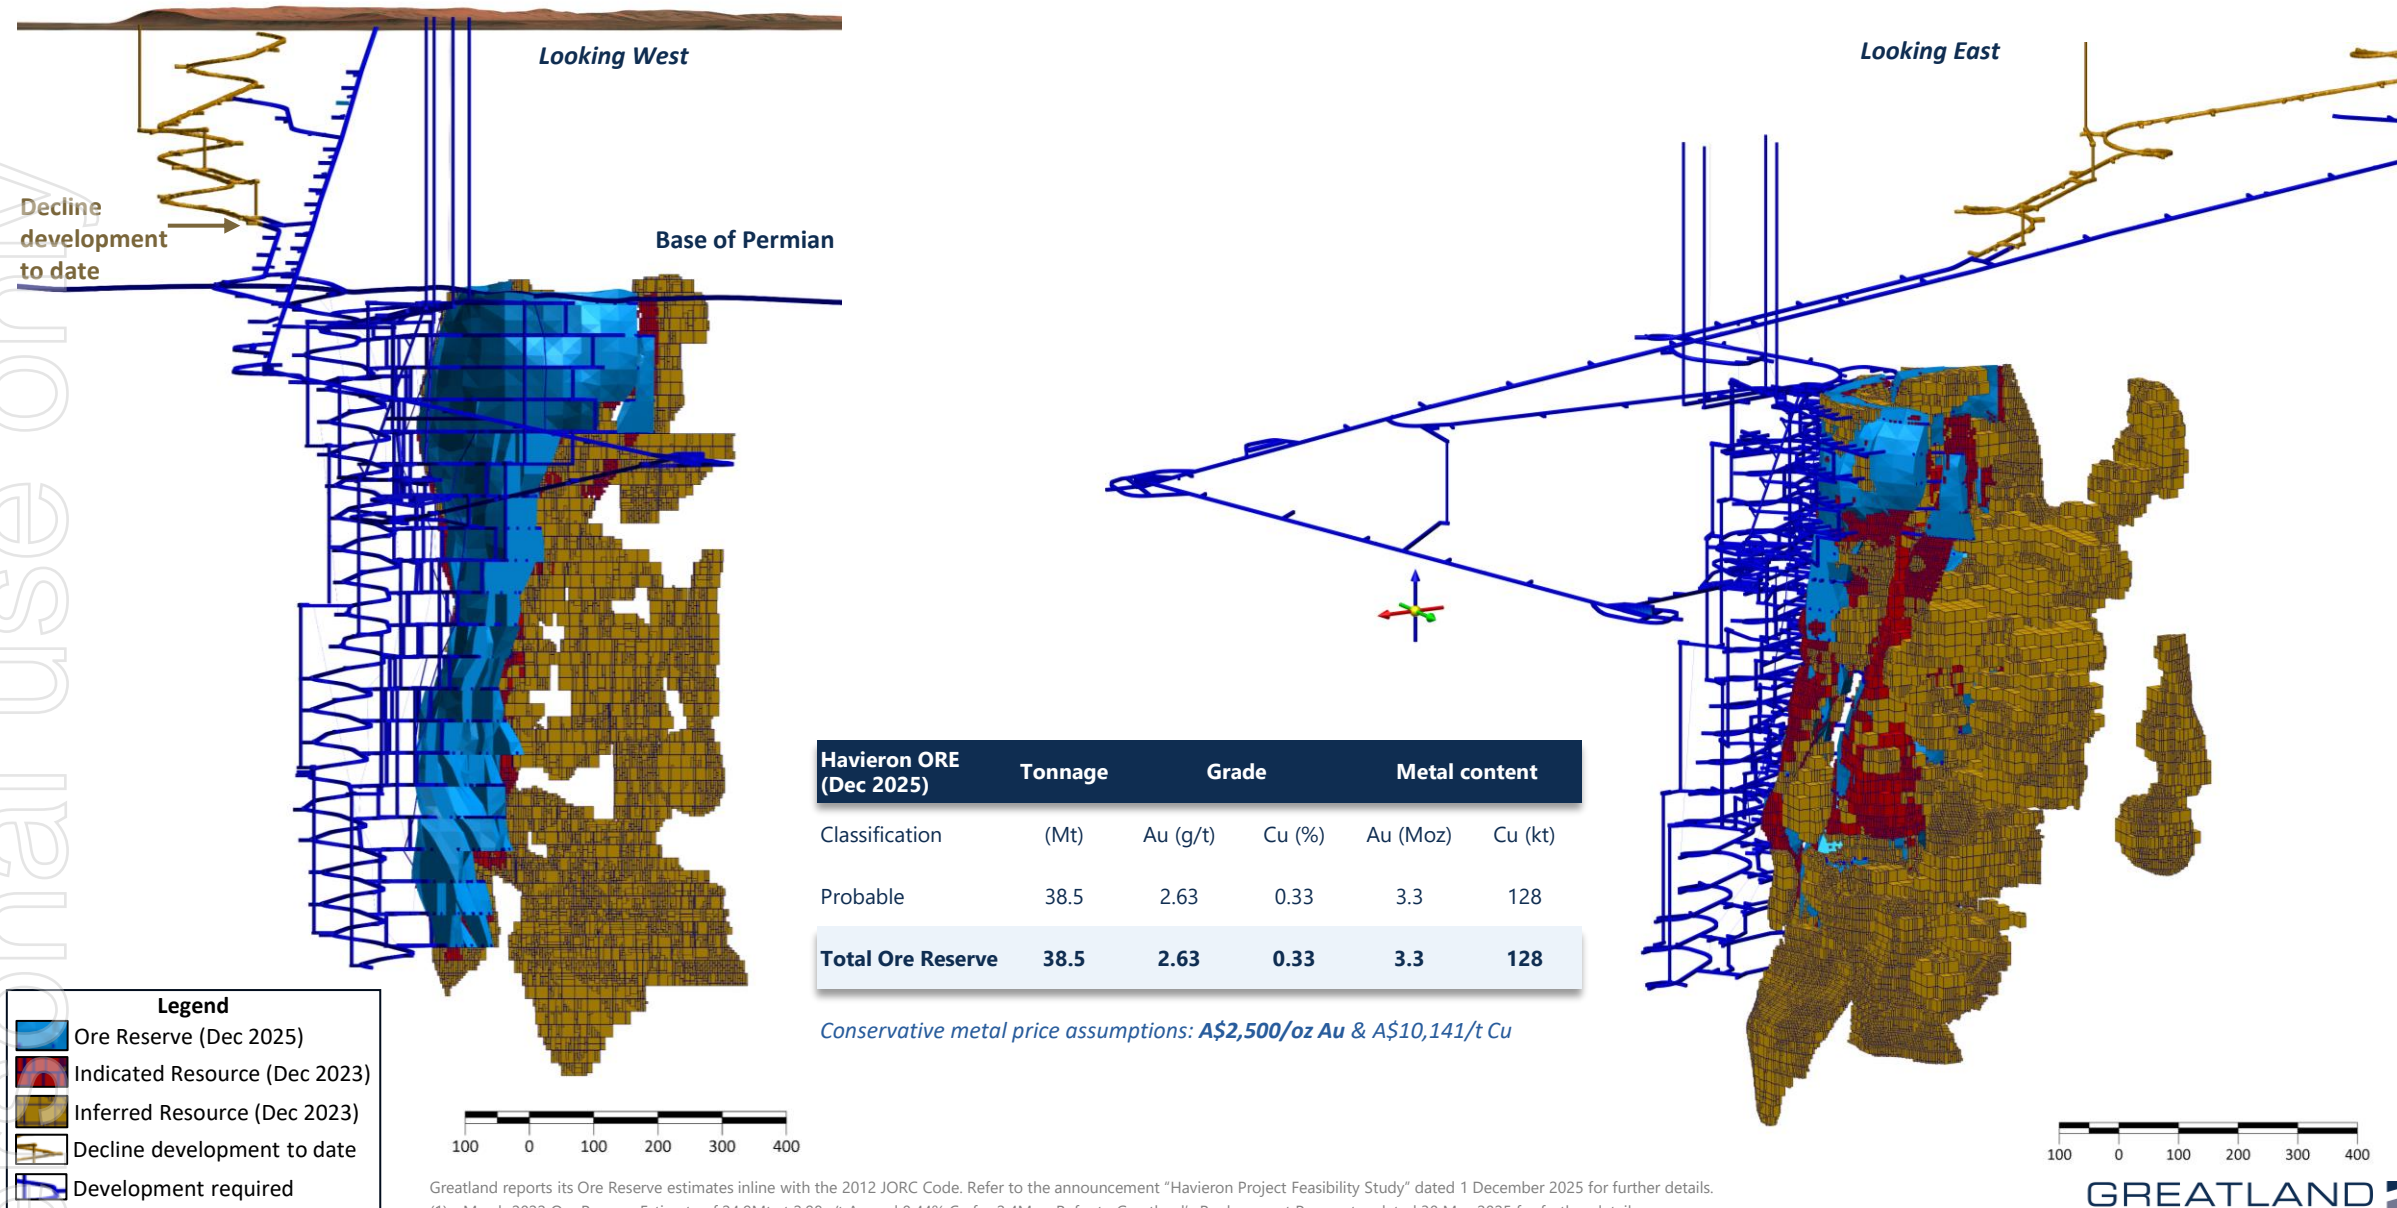 Looking West
Looking East
Decline
development
to date
Base of Permian
Havieron ORE
(Dec 2025)
Tonnage Grade Metal content
Classification (Mt) Au (g/t) Cu (%) Au (Moz) Cu (kt)
Probable 38.5 2.63 0.33 3.3 128
Total Ore Reserve 38.5 2.63 0.33 3.3 128
Conservative metal price assumptions: A$2,500/oz Au & A$10,141/t Cu
Legend
Ore Reserve (Dec 2025)
Indicated Resource (Dec 2023)
Inferred Resource (Dec 2023)
Decline development to date
Development required
100 0 100 200 300 400
100 0 100 200 300 400
Greatland reports its Ore Reserve estimates inline with the 2012 JORC Code. Refer to the announcement “Havieron Project Feasibility Study” dated 1 December 2025 for further details.
GREATLAND
use only